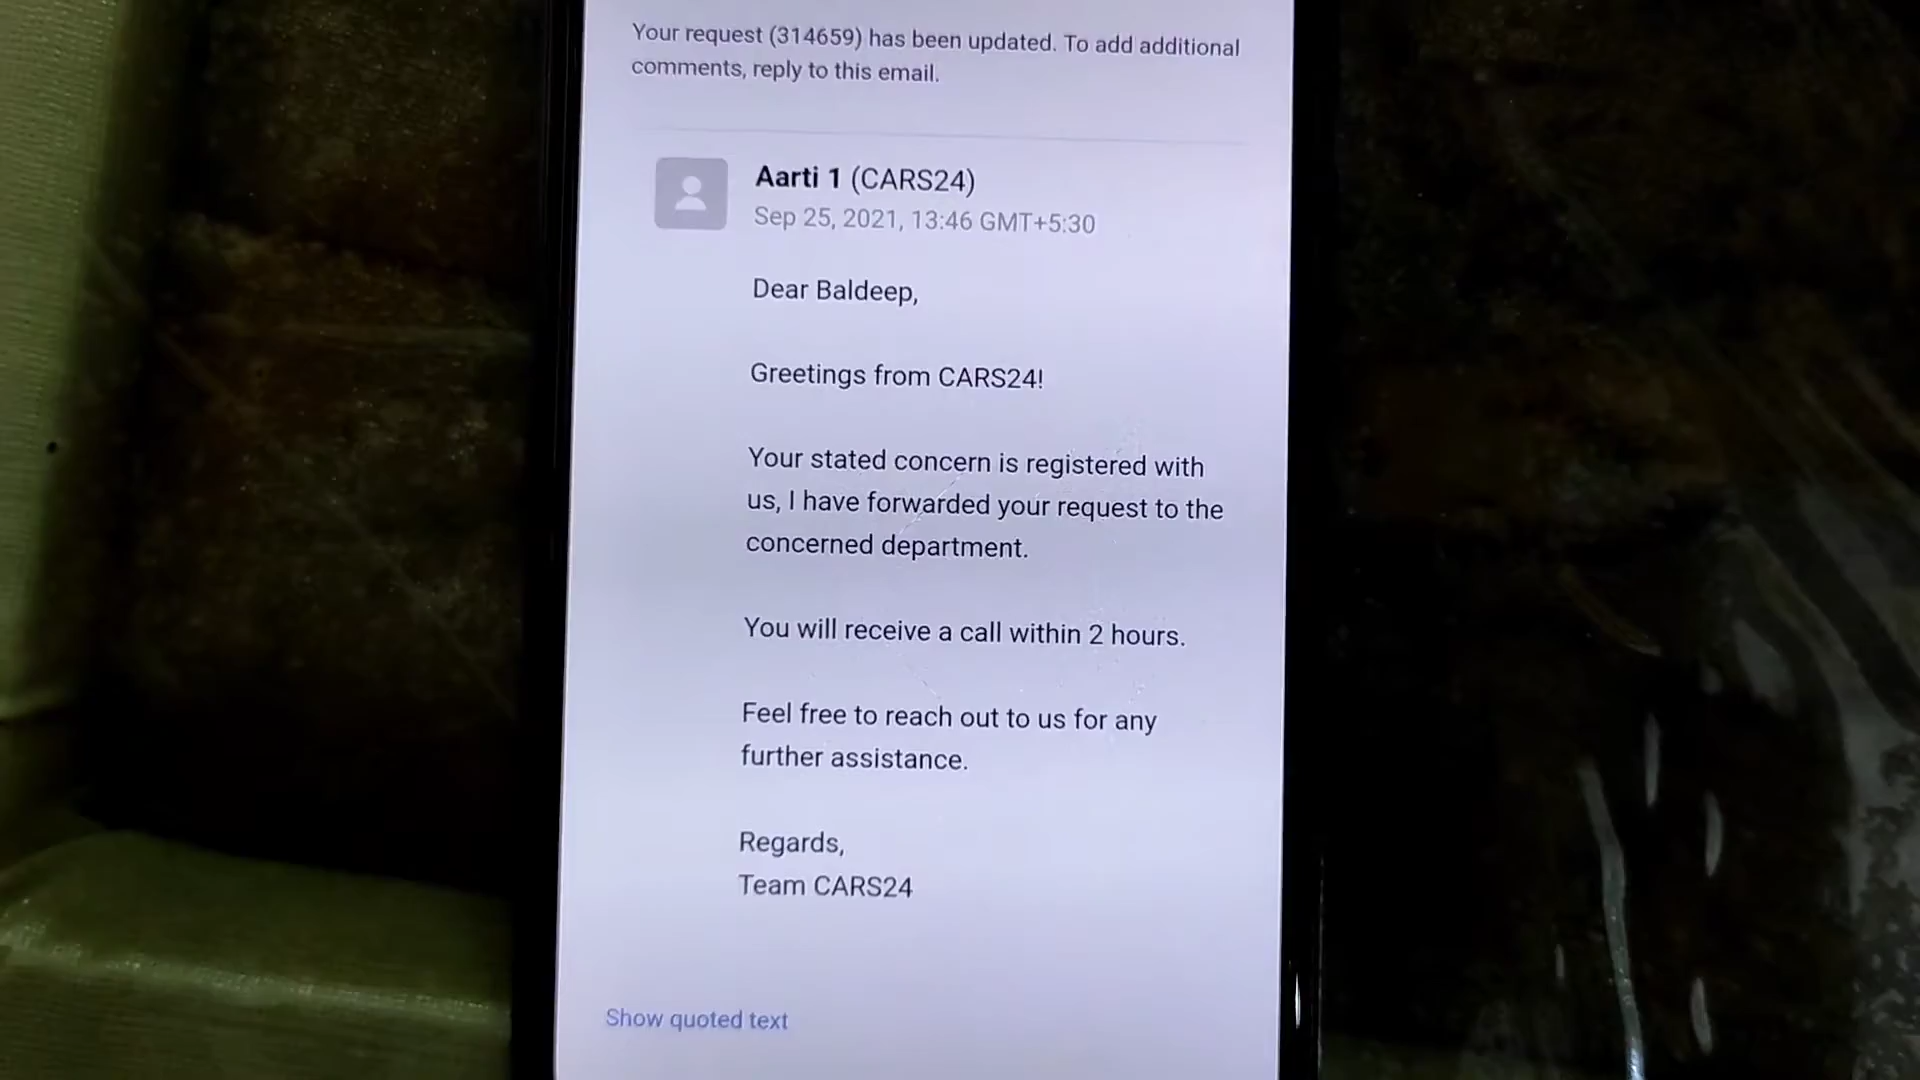 Your request (314659) has been updated. To add additional
comments, reply to this email.
Aarti 1 (CARS24)
Sep 25, 2021, 13:46 GMT+5:30
Dear Baldeep,
Greetings from CARS24!
Your stated concern is registered with
us, I have forwarded your request to the
concerned department.
You will receive a call within 2 hours.
Feel free to reach out to us for any
further assistance.
Regards,
Team CARS24
Show quoted text